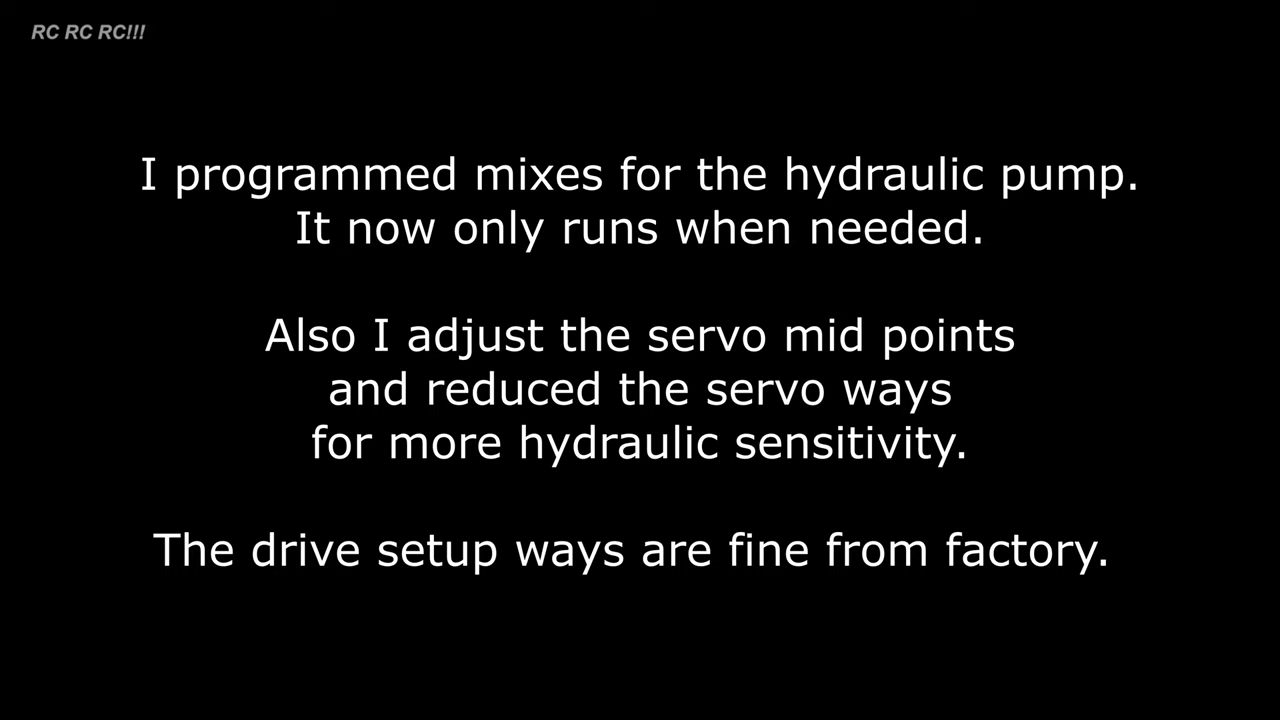 RC RC RC!!!
I programmed mixes for the hydraulic pump.
It now only runs when needed.
Also I adjust the servo mid points
and reduced the servo ways
for more hydraulic sensitivity.
The drive setup ways are fine from factory.